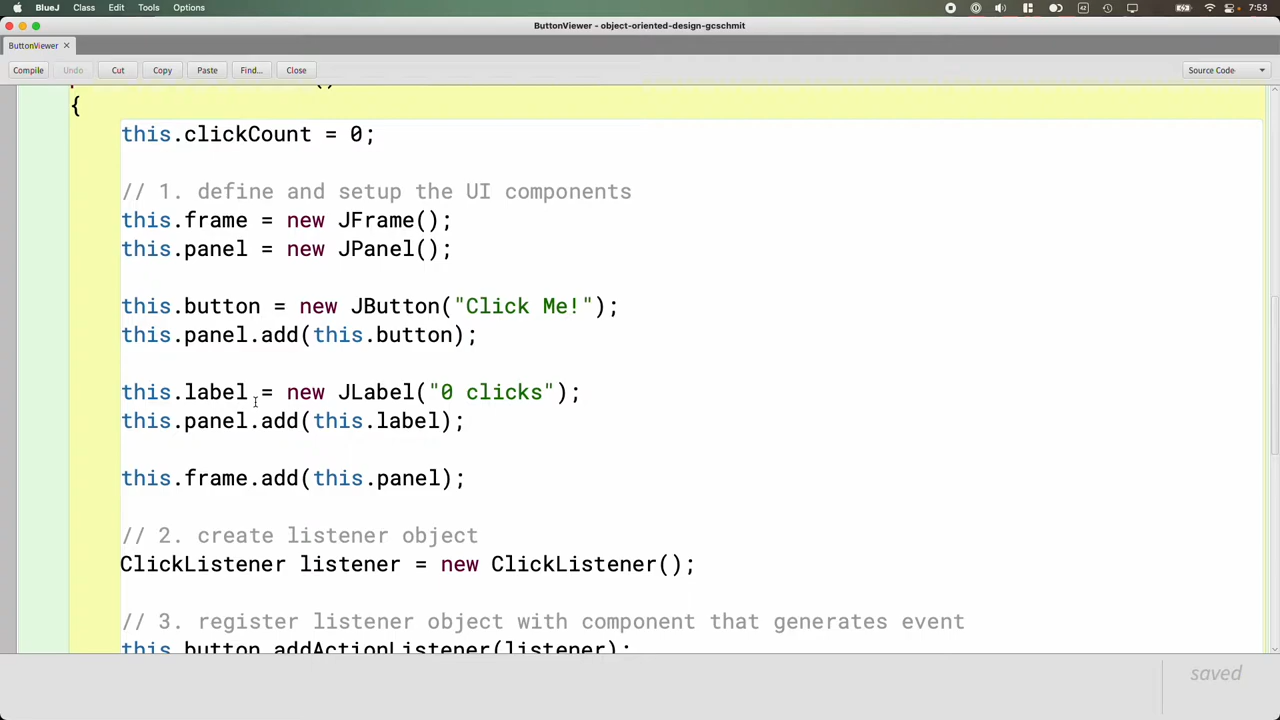 BlueJ Class Edit Tools Options 7:53
ButtonViewer - object-oriented-design-gcschmit
ButtonViewer
Compile Undo Cut Copy Paste Find... Close Source Code
{
this.clickCount = 0;
// 1. define and setup the UI components
this.frame = new JFrame();
this.panel = new JPanel();
this.button = new JButton("Click Me!");
this.panel.add(this.button);
this.label = new JLabel("0 clicks");
this.panel.add(this.label);
this.frame.add(this.panel);
// 2. create listener object
ClickListener listener = new ClickListener();
// 3. register listener object with component that generates event
this.button.addActionListener(listener);
saved